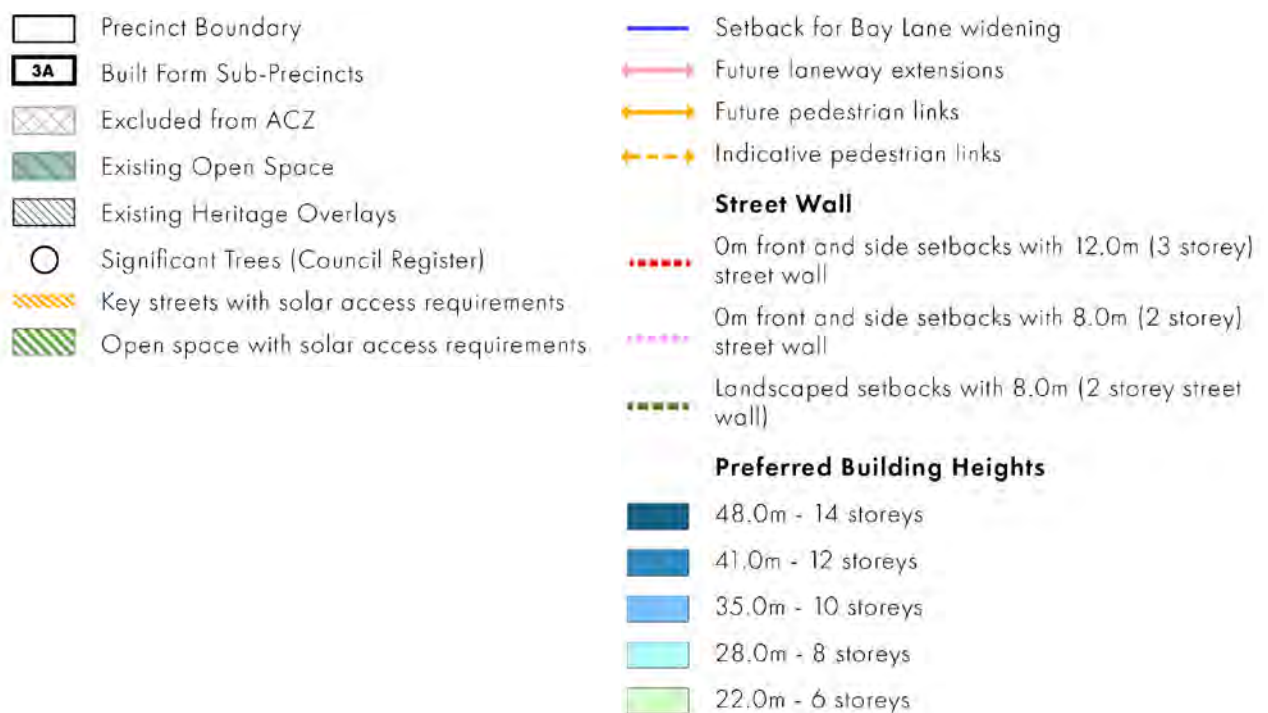 Precinct Boundary
3A Built Form Sub-Precincts
Excluded from ACZ
Existing Open Space
Existing Heritage Overlays
Significant Trees (Council Register)
Key streets with solar access requirements
Open space with solar access requirements
Setback for Bay Lane widening
Future laneway extensions
Future pedestrian links
Indicative pedestrian links
Street Wall
0m front and side setbacks with 12.0m (3 storey)
street wall
0m front and side setbacks with 8.0m (2 storey)
street wall
Landscaped setbacks with 8.0m (2 storey street
wall)
Preferred Building Heights
48.0m - 14 storeys
41.0m - 12 storeys
35.0m - 10 storeys
28.0m - 8 storeys
22.0m - 6 storeys